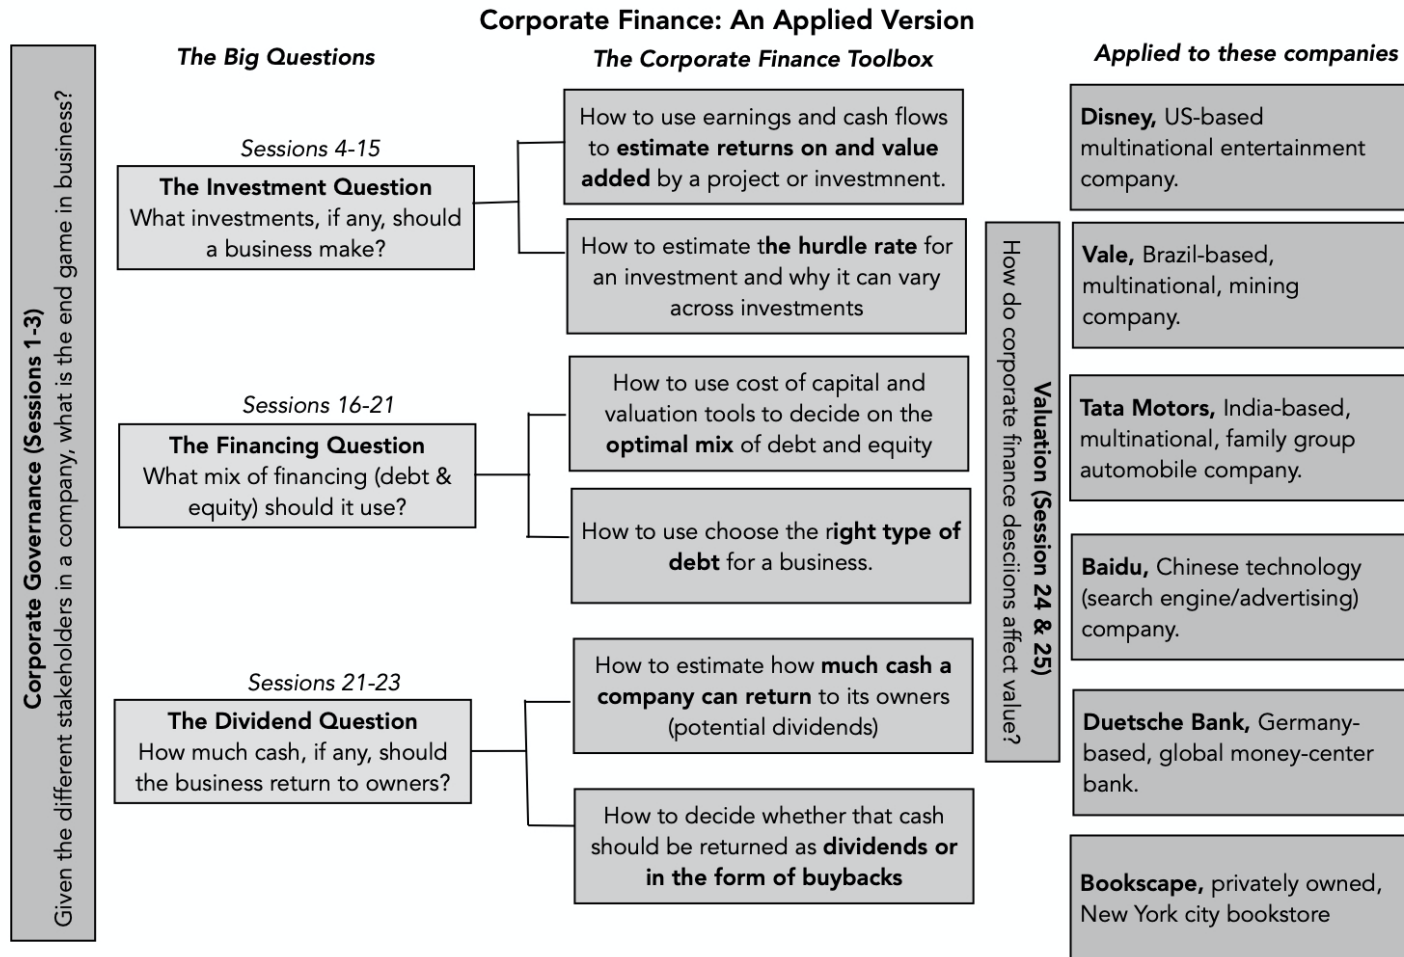 Corporate Finance: An Applied Version
The Big Questions
The Corporate Finance Toolbox
Applied to these companies
Corporate Governance (Sessions 1-3)
Given the different stakeholders in a company, what is the end game in business?
Sessions 4-15
The Investment Question
What investments, if any, should
a business make?
How to use earnings and cash flows
to estimate returns on and value
added by a project or investmnent.
How to estimate the hurdle rate for
an investment and why it can vary
across investments
Sessions 16-21
The Financing Question
What mix of financing (debt &
equity) should it use?
How to use cost of capital and
valuation tools to decide on the
optimal mix of debt and equity
How to use choose the right type of
debt for a business.
Sessions 21-23
The Dividend Question
How much cash, if any, should
the business return to owners?
How to estimate how much cash a
company can return to its owners
(potential dividends)
How to decide whether that cash
should be returned as dividends or
in the form of buybacks
Valuation (Session 24 & 25)
How do corporate finance desciions affect value?
Disney, US-based
multinational entertainment
company.
Vale, Brazil-based,
multinational, mining
company.
Tata Motors, India-based,
multinational, family group
automobile company.
Baidu, Chinese technology
(search engine/advertising)
company.
Duetsche Bank, Germany-
based, global money-center
bank.
Bookscape, privately owned,
New York city bookstore